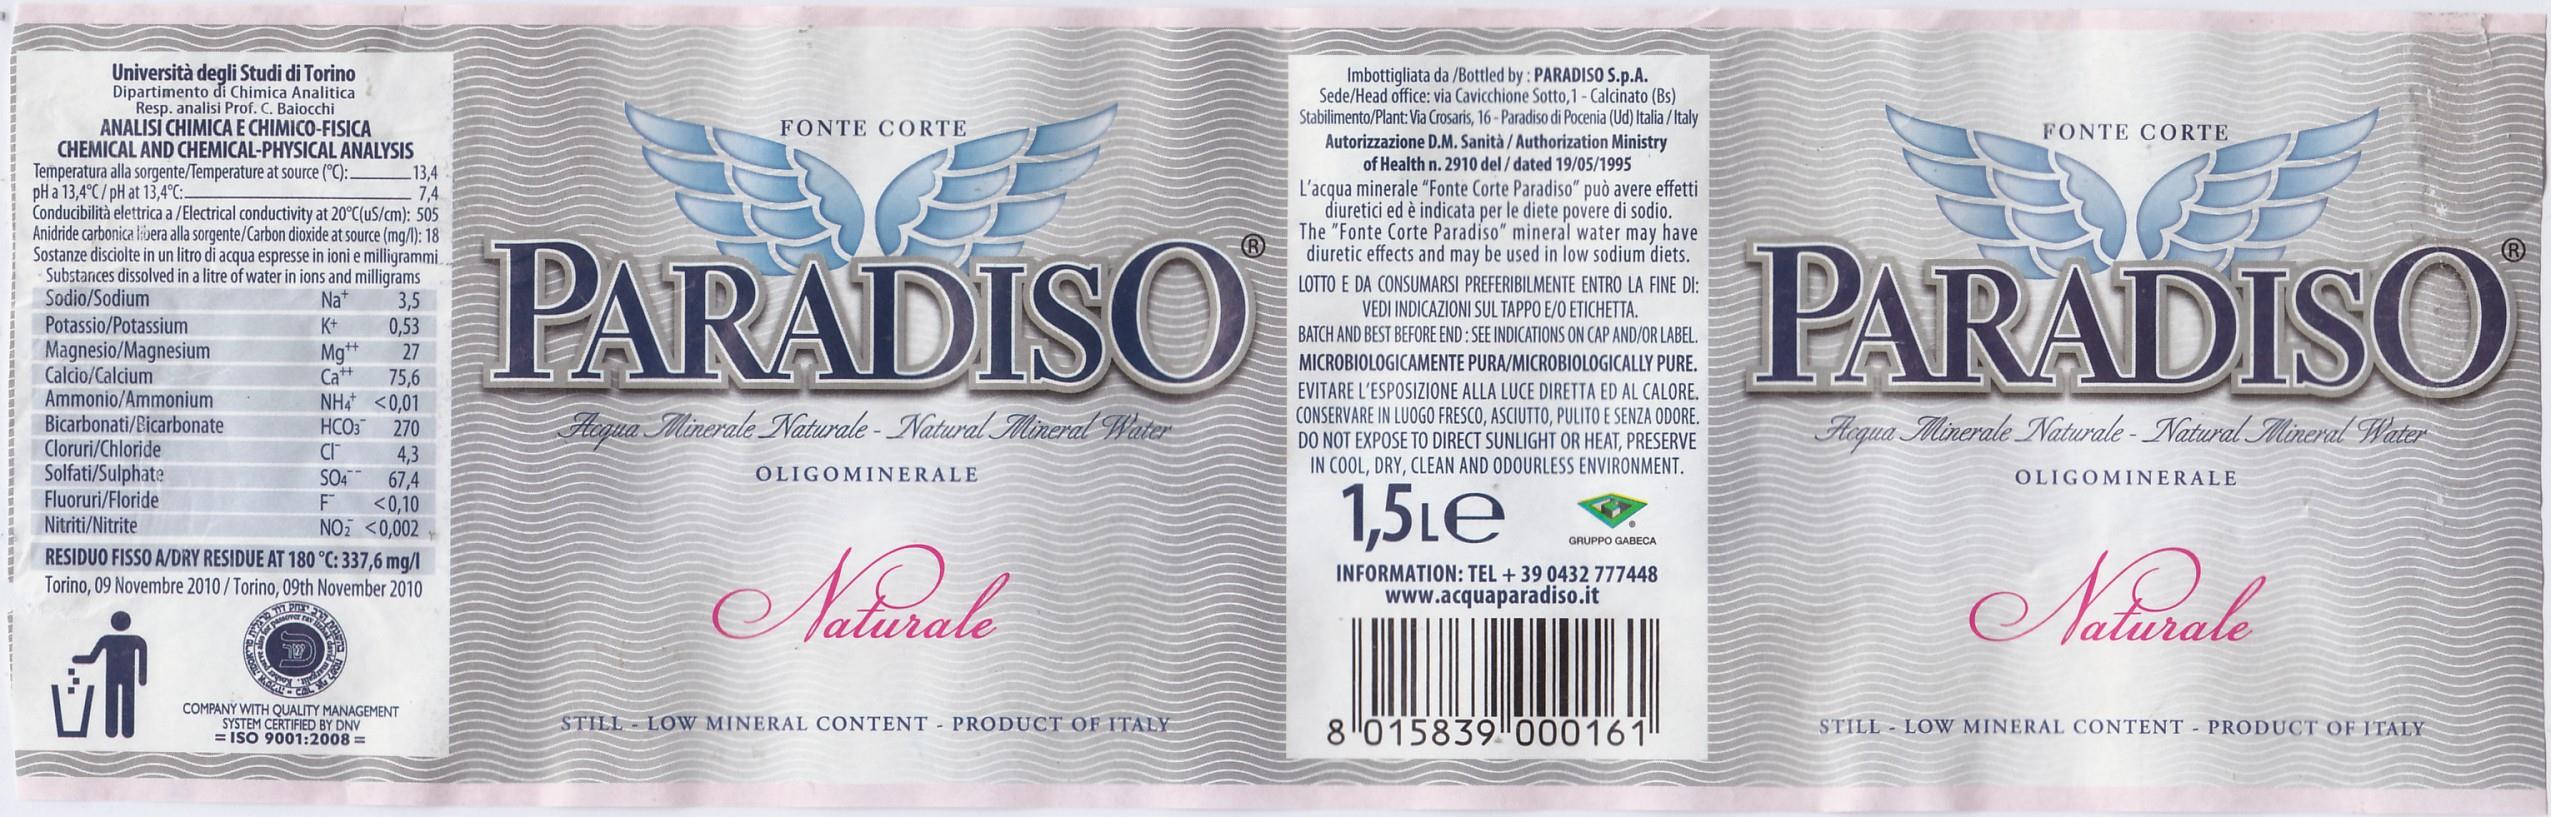 Università degli Studi di Torino
Dipartimento di Chimica Analitica
Resp. analisi Prof. C. Baiocchi
ANALISI CHIMICA E CHIMICO-FISICA
CHEMICAL AND CHEMICAL-PHYSICAL ANALYSIS
Temperatura alla sorgente/Temperature at source (°C): 13,4
pH a 13,4°C / pH at 13,4°C: 7,4
Conducibilità elettrica a /Electrical conductivity at 20°C(uS/cm): 505
Anidride carbonica libera alla sorgente/Carbon dioxide at source (mg/l): 18
Sostanze disciolte in un litro di acqua espresse in ioni e milligrammi
Substances dissolved in a litre of water in ions and milligrams
Sodio/Sodium Na⁺ 3,5
Potassio/Potassium K⁺ 0,53
Magnesio/Magnesium Mg⁺⁺ 27
Calcio/Calcium Ca⁺⁺ 75,6
Ammonio/Ammonium NH₄⁺ <0,01
Bicarbonati/Bicarbonate HCO₃⁻ 270
Cloruri/Chloride Cl⁻ 4,3
Solfati/Sulphate SO₄⁻⁻ 67,4
Fluoruri/Floride F⁻ <0,10
Nitriti/Nitrite NO₂⁻ <0,002
RESIDUO FISSO A/DRY RESIDUE AT 180 °C: 337,6 mg/l
Torino, 09 Novembre 2010 / Torino, 09th November 2010
COMPANY WITH QUALITY MANAGEMENT
SYSTEM CERTIFIED BY DNV
= ISO 9001:2008 =
FONTE CORTE
PARADISO®
Acqua Minerale Naturale - Natural Mineral Water
OLIGOMINERALE
Naturale
STILL - LOW MINERAL CONTENT - PRODUCT OF ITALY
Imbottigliata da /Bottled by : PARADISO S.p.A.
Sede/Head office: via Cavicchione Sotto,1 - Calcinato (Bs)
Stabilimento/Plant: Via Crosaris, 16 - Paradiso di Pocenia (Ud) Italia / Italy
Autorizzazione D.M. Sanità / Authorization Ministry
of Health n. 2910 del / dated 19/05/1995
L'acqua minerale "Fonte Corte Paradiso" può avere effetti
diuretici ed è indicata per le diete povere di sodio.
The "Fonte Corte Paradiso" mineral water may have
diuretic effects and may be used in low sodium diets.
LOTTO E DA CONSUMARSI PREFERIBILMENTE ENTRO LA FINE DI:
VEDI INDICAZIONI SUL TAPPO E/O ETICHETTA.
BATCH AND BEST BEFORE END : SEE INDICATIONS ON CAP AND/OR LABEL.
MICROBIOLOGICAMENTE PURA/MICROBIOLOGICALLY PURE.
EVITARE L'ESPOSIZIONE ALLA LUCE DIRETTA ED AL CALORE.
CONSERVARE IN LUOGO FRESCO, ASCIUTTO, PULITO E SENZA ODORE.
DO NOT EXPOSE TO DIRECT SUNLIGHT OR HEAT, PRESERVE
IN COOL, DRY, CLEAN AND ODOURLESS ENVIRONMENT.
1,5 L e
GRUPPO GABECA
INFORMATION: TEL + 39 0432 777448
www.acquaparadiso.it
8 015839 000161
FONTE CORTE
PARADISO®
Acqua Minerale Naturale - Natural Mineral Water
OLIGOMINERALE
Naturale
STILL - LOW MINERAL CONTENT - PRODUCT OF ITALY